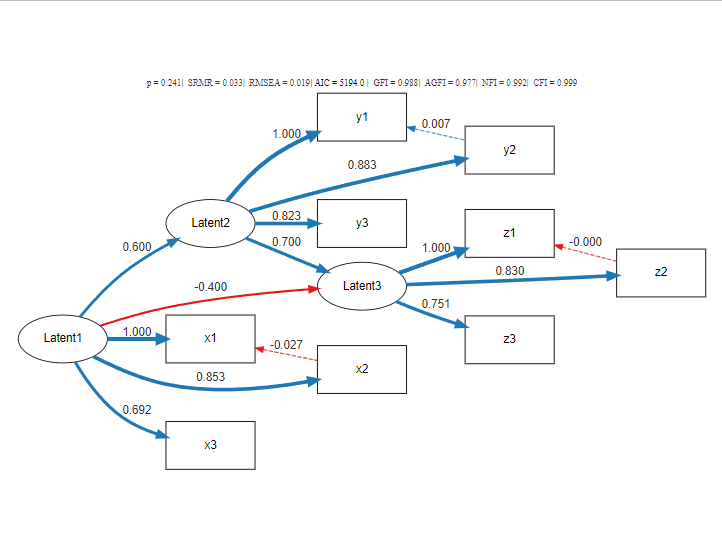 p = 0.241| SRMR = 0.033| RMSEA = 0.019| AIC = 5194.0 | GFI = 0.988| AGFI = 0.977| NFI = 0.992| CFI = 0.999
y1
0.007
1.000
y2
0.883
Latent2
0.823
y3
z1
-0.000
0.700
1.000
0.600
0.830
z2
Latent3
-0.400
0.751
Latent1
1.000
x1
z3
-0.027
x2
0.853
0.692
x3